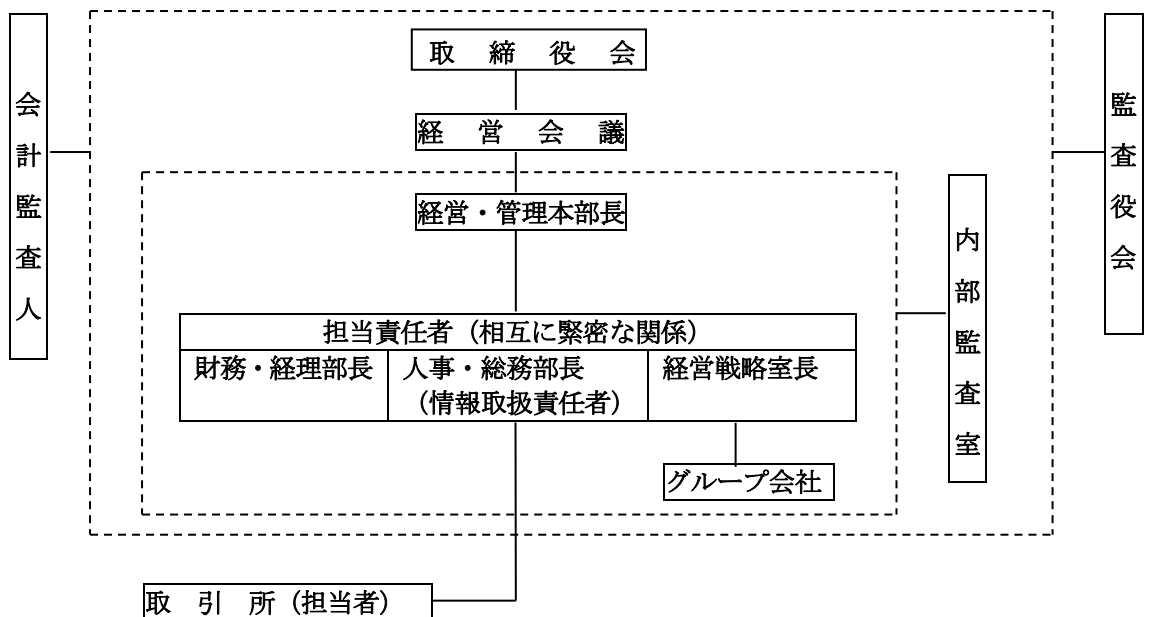 取締役会
経営会議
経営・管理本部長
担当責任者（相互に緊密な関係）
財務・経理部長
人事・総務部長
（情報取扱責任者）
経営戦略室長
グループ会社
取引所（担当者）
会計監査人
内部監査室
監査役会